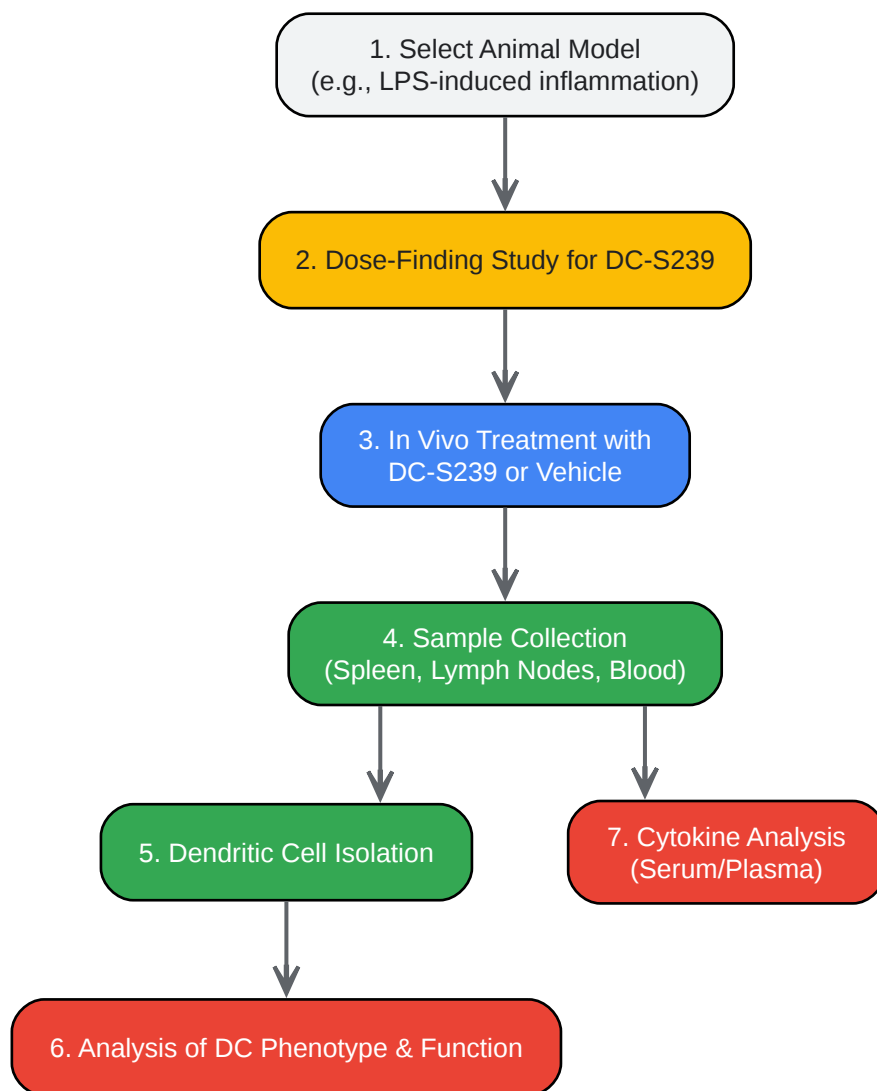 1. Select Animal Model
(e.g., LPS-induced inflammation)
2. Dose-Finding Study for DC-S239
3. In Vivo Treatment with
DC-S239 or Vehicle
4. Sample Collection
(Spleen, Lymph Nodes, Blood)
5. Dendritic Cell Isolation
7. Cytokine Analysis
(Serum/Plasma)
6. Analysis of DC Phenotype & Function